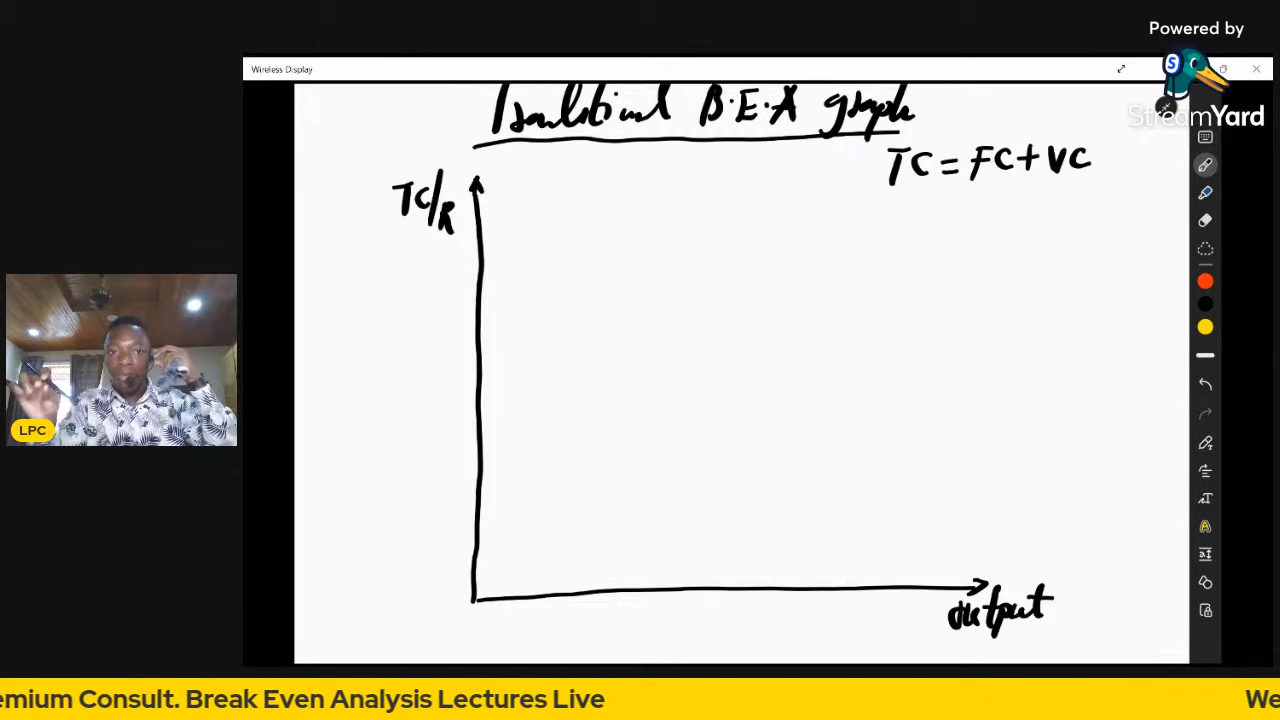 Powered by
StreamYard
Wireless Display
B.E.A graph
TC = FC + VC
TC/R
output
LPC
emium Consult. Break Even Analysis Lectures Live
We